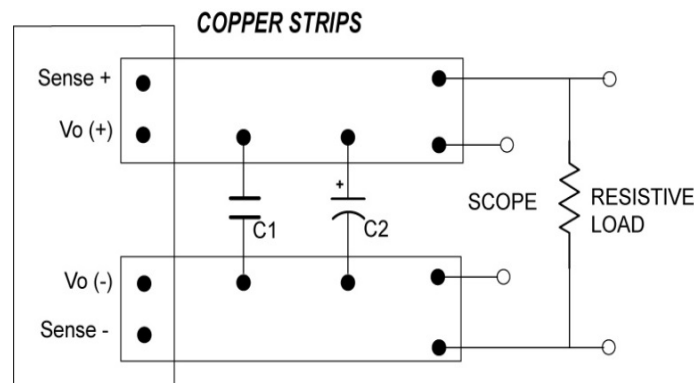 COPPER STRIPS
Sense +
Vo (+)
+
C1
C2
SCOPE
RESISTIVE
LOAD
Vo (-)
Sense -